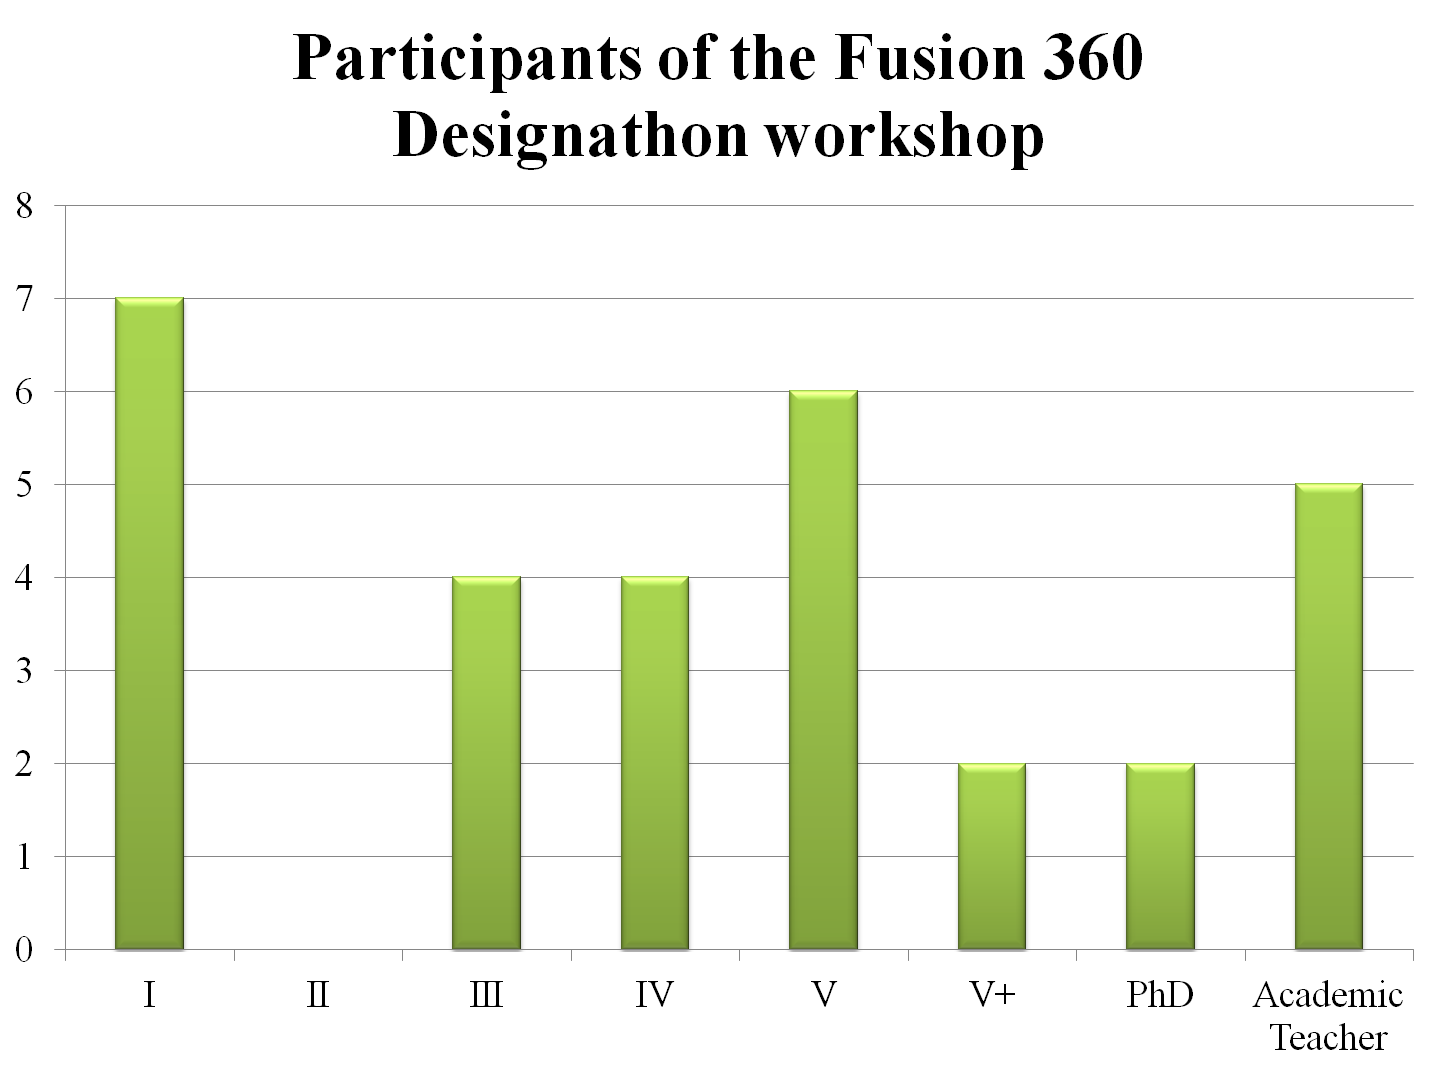 Participants of the Fusion 360
Designathon workshop
8
7
6
5
4
3
2
1
0
I II III IV V V+ PhD Academic
Teacher